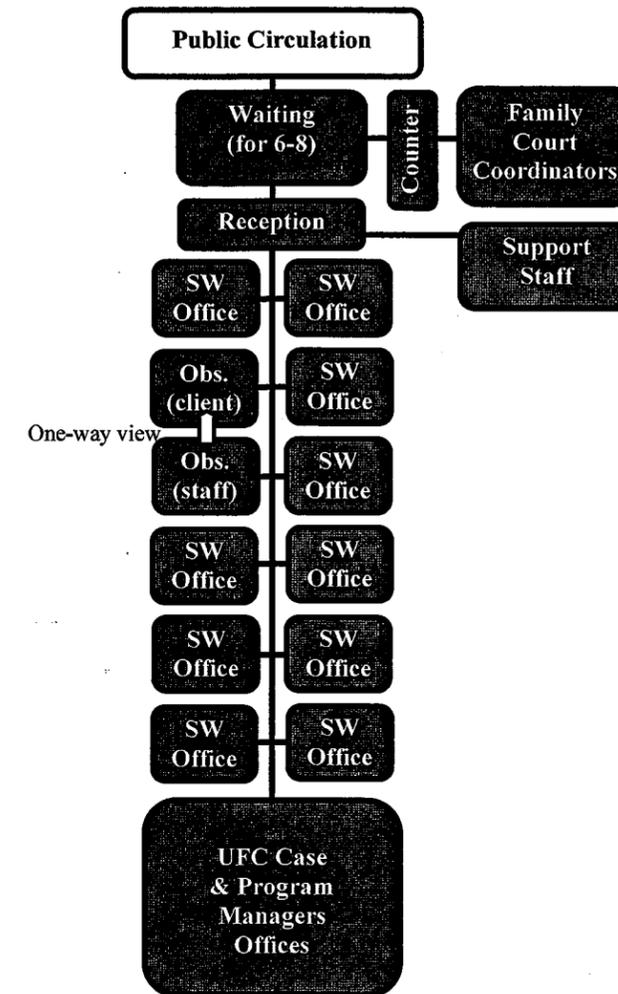 Public Circulation
Waiting
(for 6-8)
Counter
Family
Court
Coordinators
Reception
Support
Staff
SW
Office
SW
Office
Obs.
(client)
SW
Office
One-way view
Obs.
(staff)
SW
Office
SW
Office
SW
Office
SW
Office
SW
Office
SW
Office
SW
Office
UFC Case
& Program
Managers
Offices